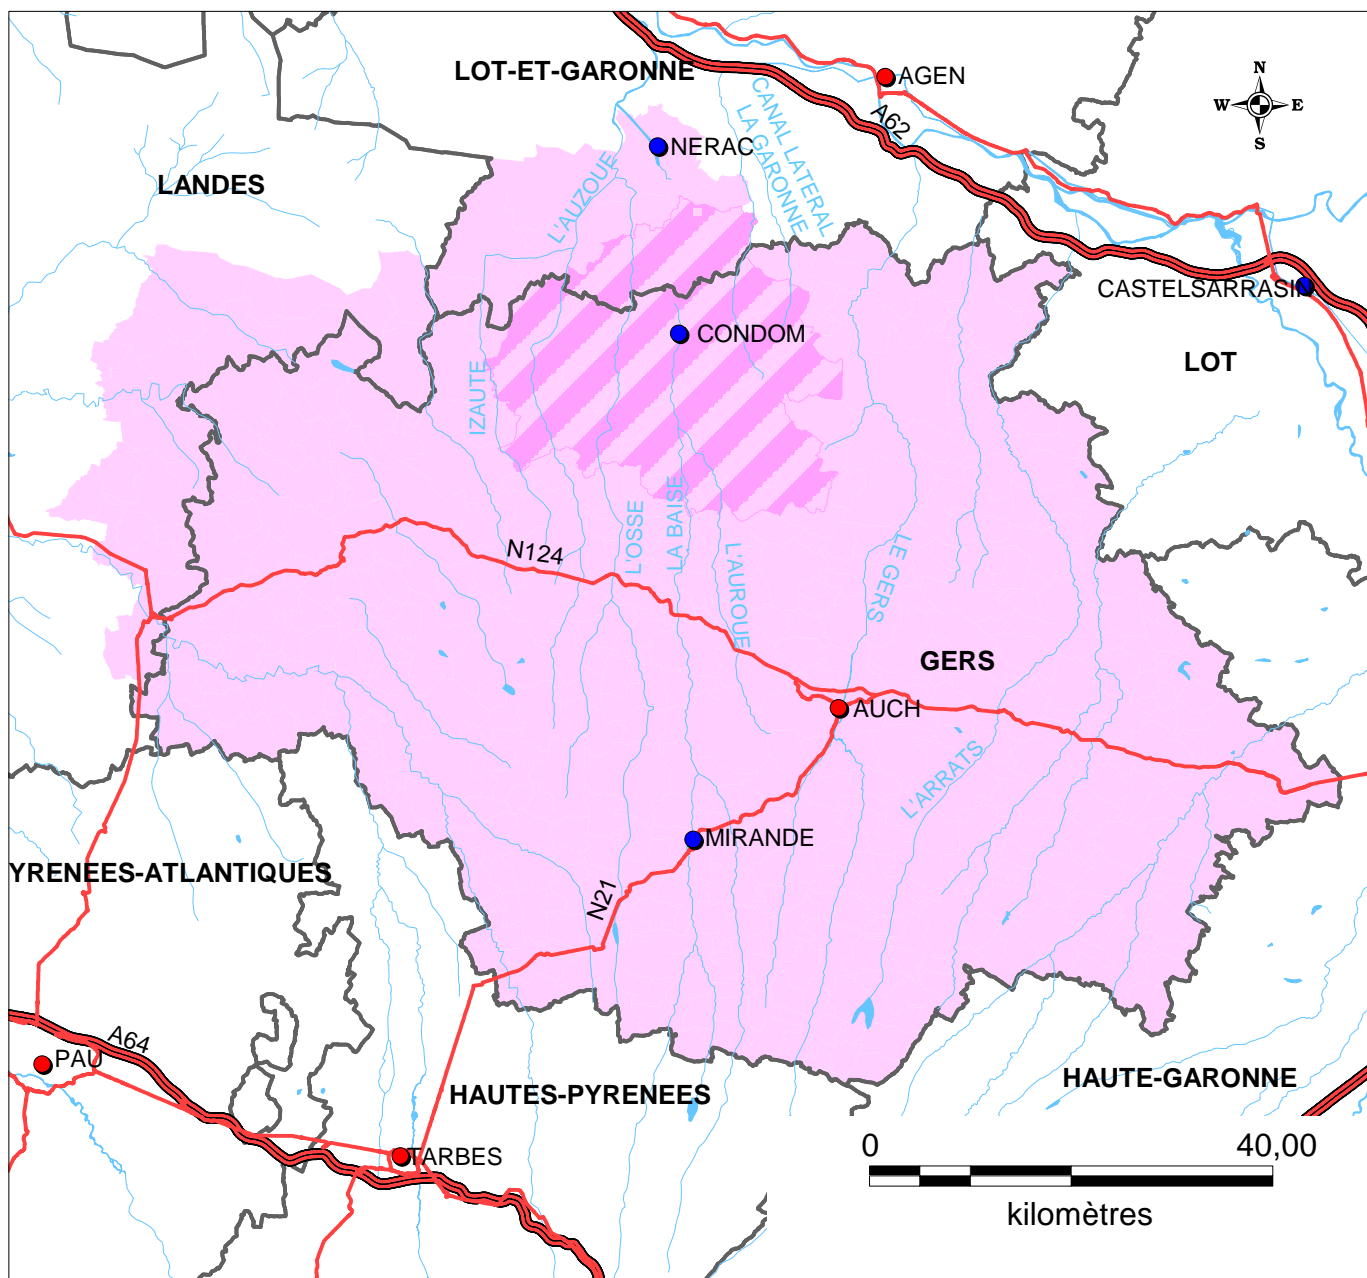 LOT-ET-GARONNE
AGEN
N
W E
S
A62
CANAL LATERAL
LA GARONNE
NERAC
LANDES
L'AUZOUE
CASTELSARRASIN
CONDOM
LOT
IZAUTE
L'OSSE
LA BAISE
L'AUROUE
LE GERS
N124
GERS
AUCH
L'ARRATS
MIRANDE
YRENEES-ATLANTIQUES
N21
A64
PAU
HAUTES-PYRENEES
HAUTE-GARONNE
TARBES
0 40,00
kilomètres